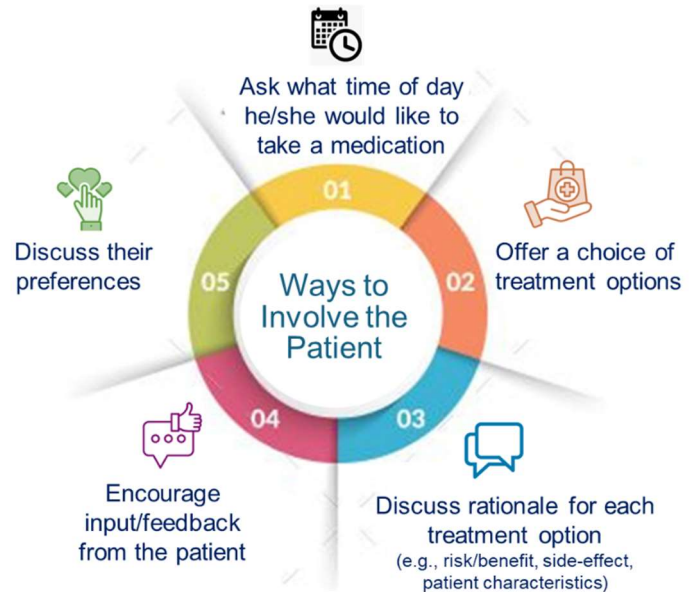 Ask what time of day
he/she would like to
take a medication
01
Offer a choice of
treatment options
02
Discuss rationale for each
treatment option
(e.g., risk/benefit, side-effect,
patient characteristics)
03
Encourage
input/feedback
from the patient
04
Discuss their
preferences
05
Ways to
Involve the
Patient